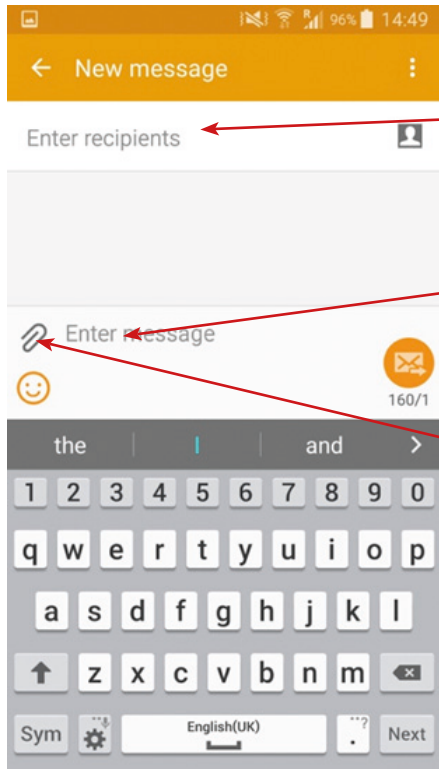 R 96% 14:49
New message
Enter recipients
Enter message
160/1
the I and
1 2 3 4 5 6 7 8 9 0
q w e r t y u i o p
a s d f g h j k l
z x c v b n m
Sym English(UK) . ? Next